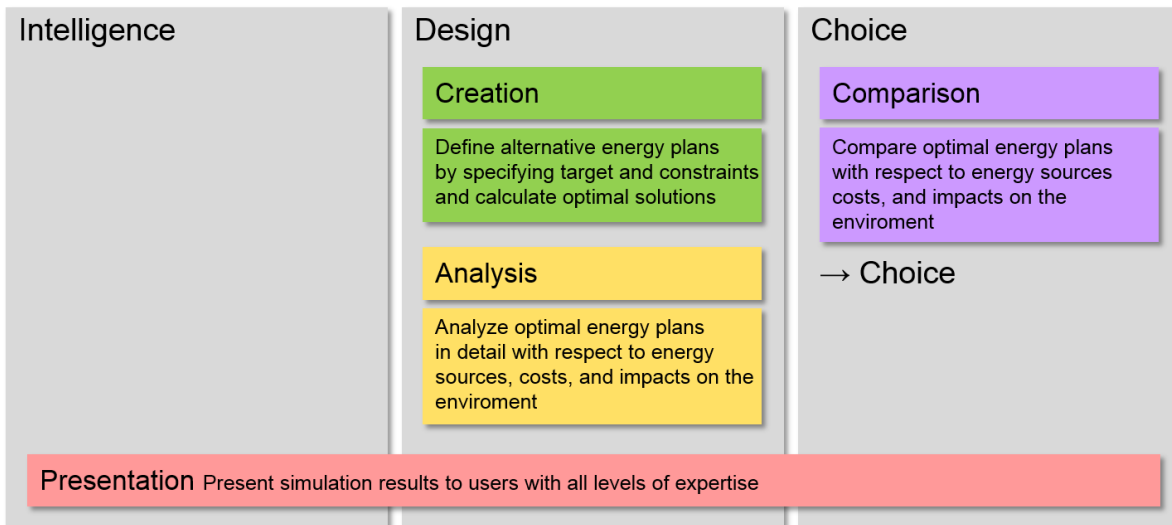 Intelligence
Design
Creation
Define alternative energy plans
by specifying target and constraints
and calculate optimal solutions
Analysis
Analyze optimal energy plans
in detail with respect to energy
sources, costs, and impacts on the
enviroment
Choice
Comparison
Compare optimal energy plans
with respect to energy sources
costs, and impacts on the
enviroment
→ Choice
Presentation Present simulation results to users with all levels of expertise